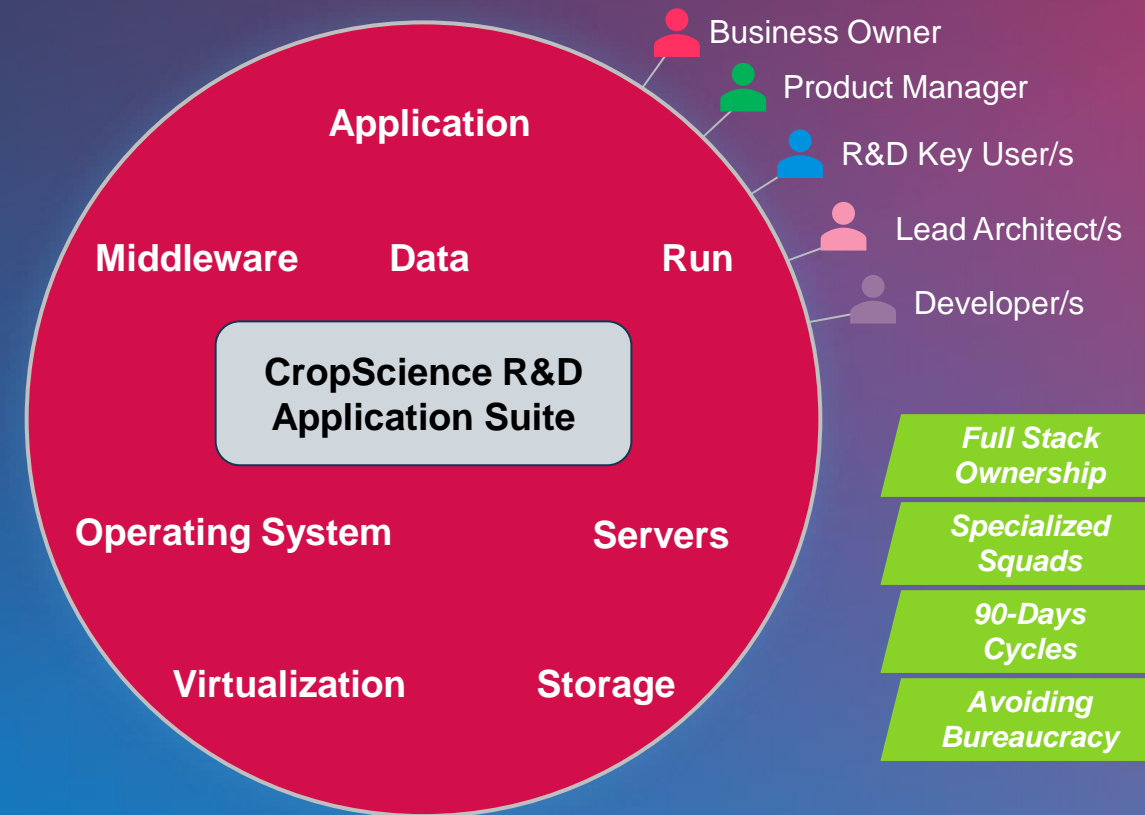 Business Owner
Product Manager
R&D Key User/s
Lead Architect/s
Developer/s
Application
Middleware
Data
Run
CropScience R&D
Application Suite
Operating System
Servers
Virtualization
Storage
Full Stack
Ownership
Specialized
Squads
90-Days
Cycles
Avoiding
Bureaucracy